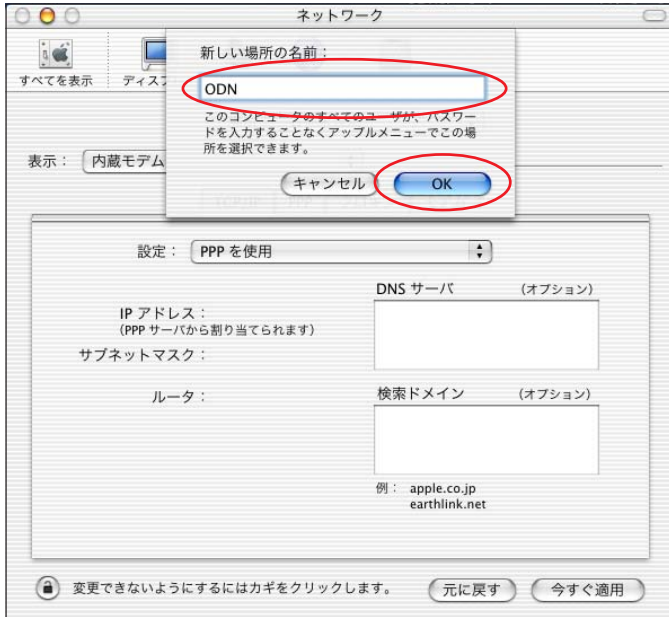 ネットワーク
すべてを表示
ディスプ
新しい場所の名前：
ODN
このコンピュータのすべてのユーザが、パスワー
ドを入力することなくアップルメニューでこの場
所を選択できます。
キャンセル OK
表示： 内蔵モデム
設定： PPP を使用
DNS サーバ （オプション）
IP アドレス：
（PPP サーバから割り当てられます）
サブネットマスク：
ルータ：
検索ドメイン （オプション）
例： apple.co.jp
earthlink.net
変更できないようにするにはカギをクリックします。 元に戻す 今すぐ適用